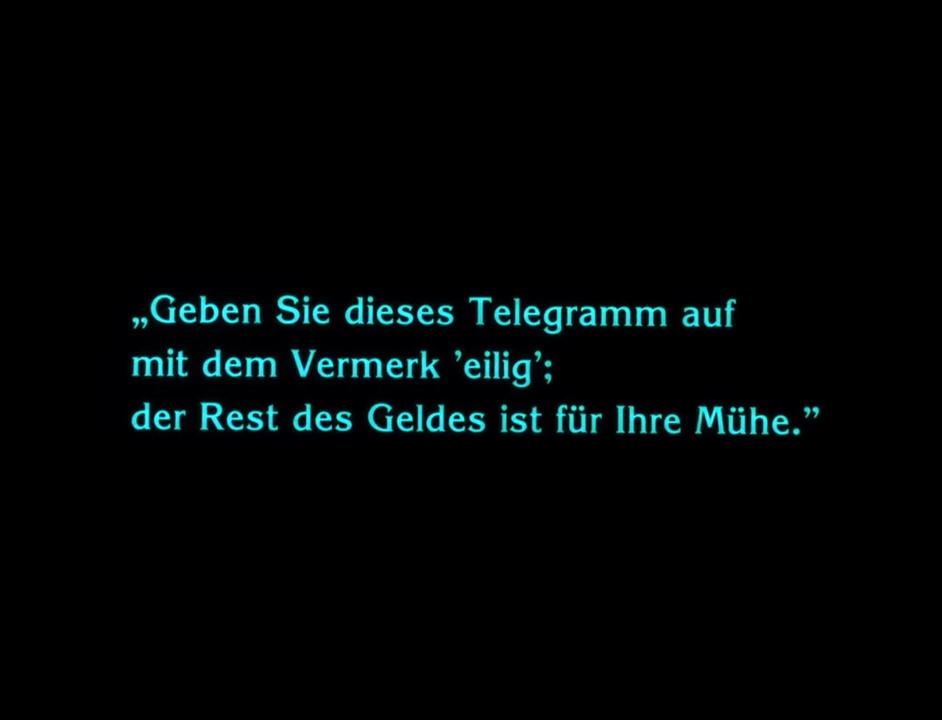 „Geben Sie dieses Telegramm auf
mit dem Vermerk ’eilig’;
der Rest des Geldes ist für Ihre Mühe.”